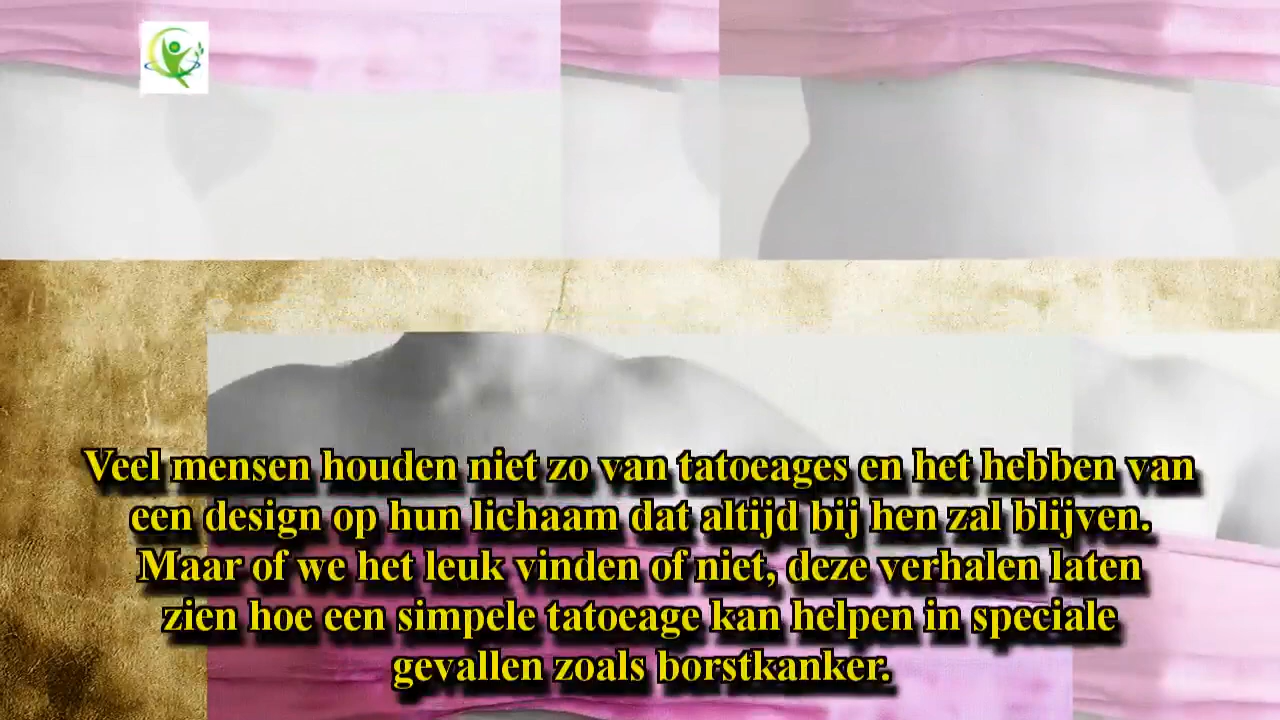 Veel mensen houden niet zo van tatoeages en het hebben van
een design op hun lichaam dat altijd bij hen zal blijven.
Maar of we het leuk vinden of niet, deze verhalen laten
zien hoe een simpele tatoeage kan helpen in speciale
gevallen zoals borstkanker.